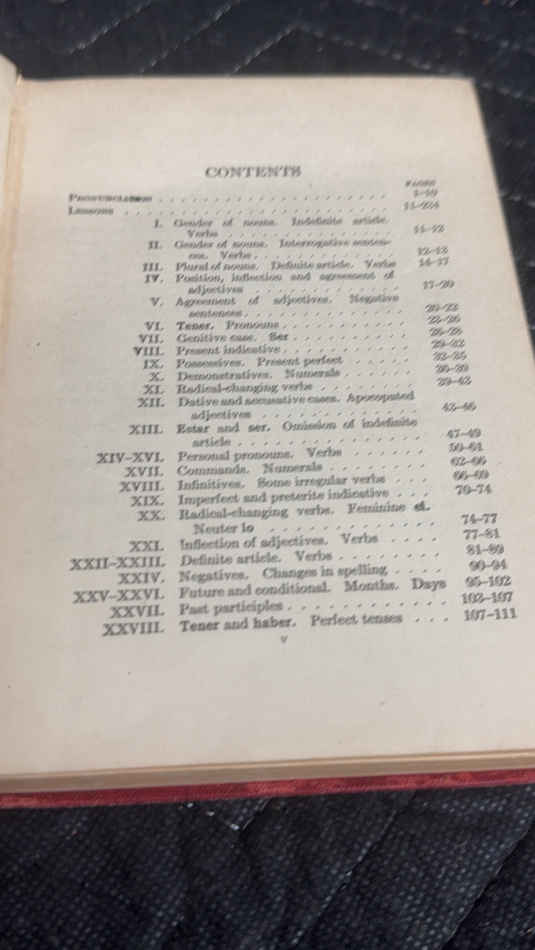 CONTENTS
PAGES
PRONUNCIATION . . . . . . . . . . . . . . . . . . . . 1–10
LESSONS . . . . . . . . . . . . . . . . . . . . . . . 11–224
I. Gender of nouns. Indefinite article.
Verbs . . . . . . . . . . . . . 11–12
II. Gender of nouns. Interrogative senten-
ces. Verbs . . . . . . . . . . . 12–13
III. Plural of nouns. Definite article. Verbs 14–17
IV. Position, inflection and agreement of
adjectives . . . . . . . . . . . . 17–20
V. Agreement of adjectives. Negative
sentences . . . . . . . . . . . . . 20–22
VI. Tener. Pronouns . . . . . . . . . . . 23–26
VII. Genitive case. Ser . . . . . . . . . . 26–28
VIII. Present indicative . . . . . . . . . . . 29–32
IX. Possessives. Present perfect . . . . . . 32–35
X. Demonstratives. Numerals . . . . . . 36–39
XI. Radical-changing verbs . . . . . . . . 39–43
XII. Dative and accusative cases. Apocopated
adjectives . . . . . . . . . . . . 43–46
XIII. Estar and ser. Omission of indefinite
article . . . . . . . . . . . . . . 47–49
XIV–XVI. Personal pronouns. Verbs . . . . . . 50–61
XVII. Commands. Numerals . . . . . . . . 62–66
XVIII. Infinitives. Some irregular verbs . . . 66–69
XIX. Imperfect and preterite indicative . . . 70–74
XX. Radical-changing verbs. Feminine el.
Neuter lo . . . . . . . . . . . . . 74–77
XXI. Inflection of adjectives. Verbs . . . . 77–81
XXII–XXIII. Definite article. Verbs . . . . . . . . 81–89
XXIV. Negatives. Changes in spelling . . . . 90–94
XXV–XXVI. Future and conditional. Months. Days 95–102
XXVII. Past participles . . . . . . . . . . . . 103–107
XXVIII. Tener and haber. Perfect tenses . . . 107–111
v